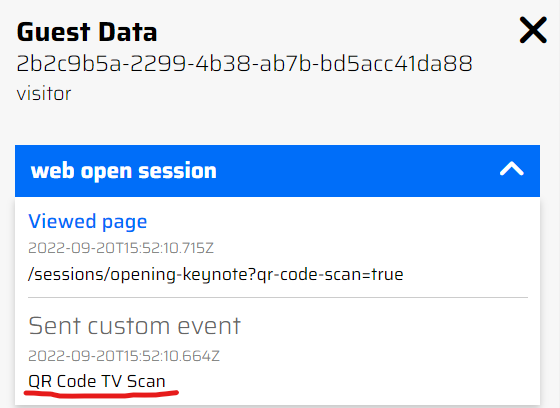 Guest Data
2b2c9b5a-2299-4b38-ab7b-bd5acc41da88
visitor
web open session
Viewed page
2022-09-20T15:52:10.715Z
/sessions/opening-keynote?qr-code-scan=true
Sent custom event
2022-09-20T15:52:10.664Z
QR Code TV Scan